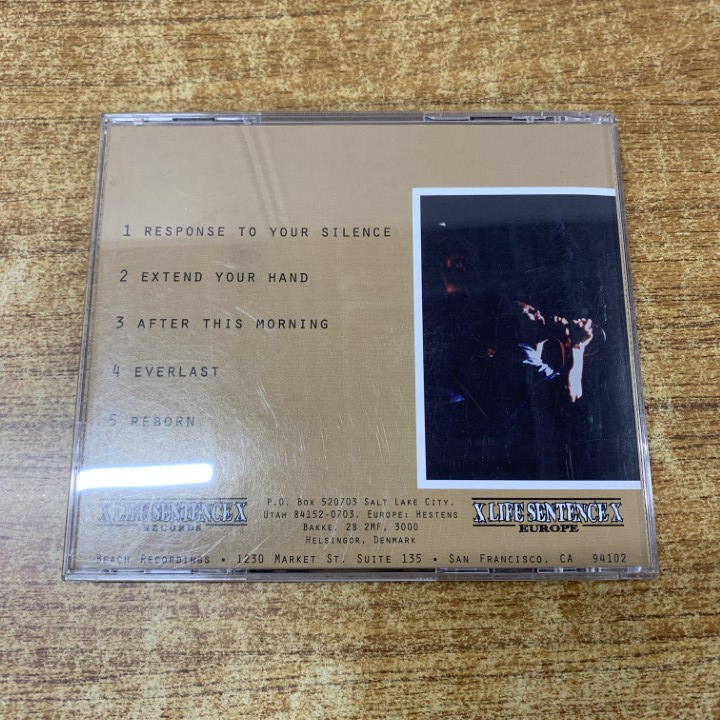 1 RESPONSE TO YOUR SILENCE
2 EXTEND YOUR HAND
3 AFTER THIS MORNING
4 EVERLAST
5 REBORN
X LIFE SENTENCE X
RECORDS
P.O. BOX 520703 SALT LAKE CITY.
UTAH 84152-0703. EUROPE: HESTENS
BAKKE. 28 2MF, 3000
HELSINGOR, DENMARK
X LIFE SENTENCE X
EUROPE
BEACH RECORDINGS • 1230 MARKET ST. SUITE 135 • SAN FRANCISCO, CA 94102